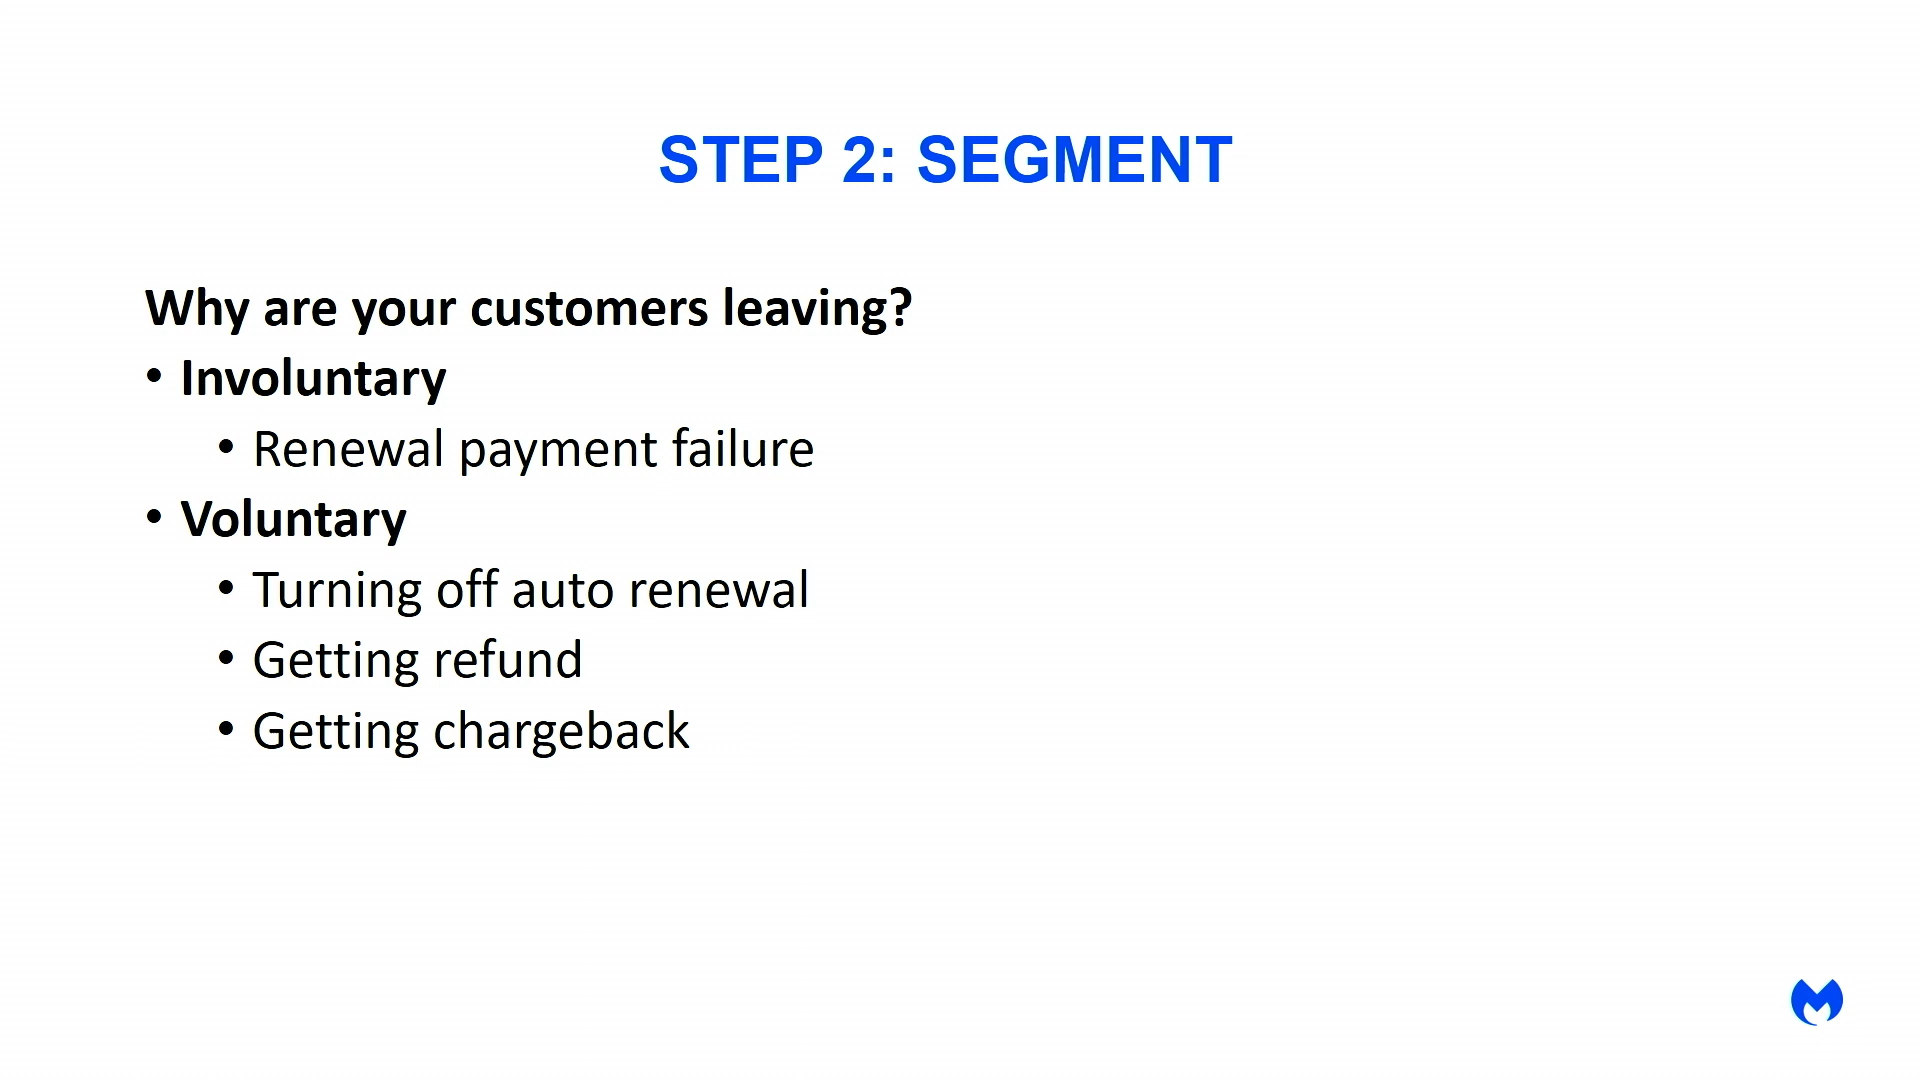 STEP 2: SEGMENT
Why are your customers leaving?
• Involuntary
• Renewal payment failure
• Voluntary
• Turning off auto renewal
• Getting refund
• Getting chargeback